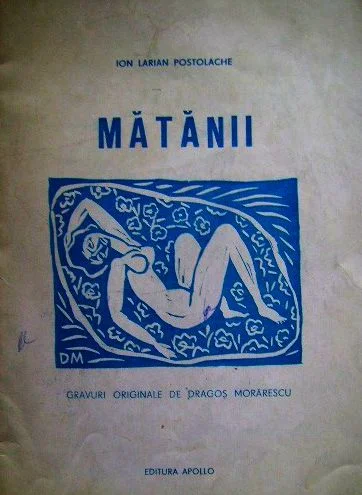 ION LARIAN POSTOLACHE
MĂTĂNII
DM
GRAVURI ORIGINALE DE DRAGOȘ MORĂRESCU
EDITURA APOLLO